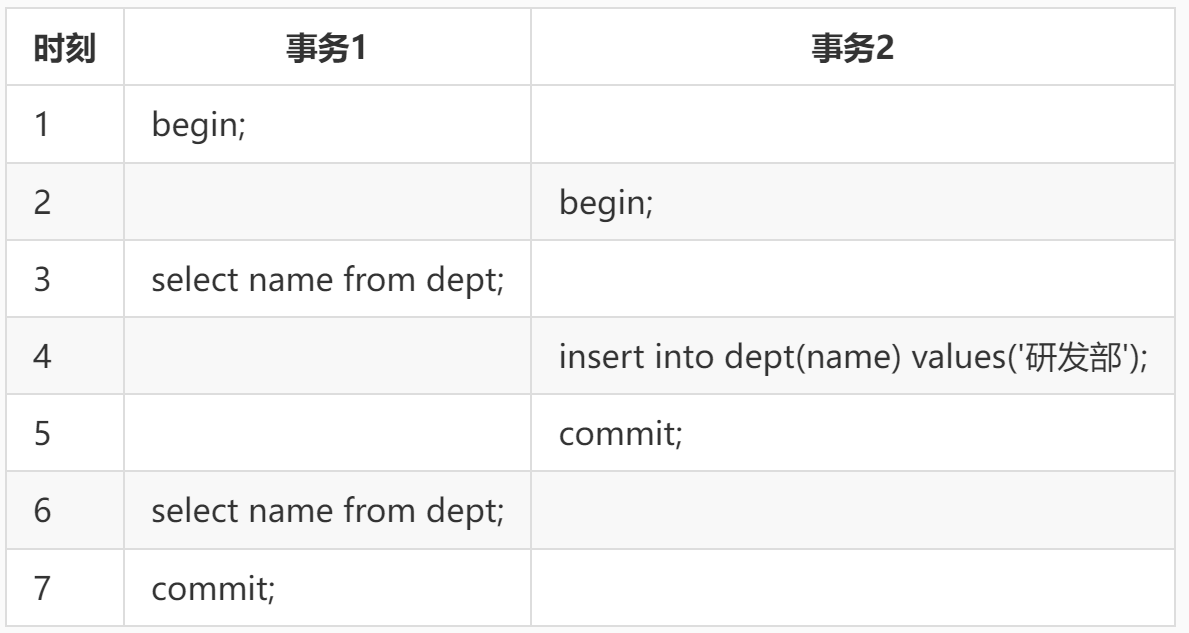 时刻 事务1 事务2
1 begin;
2 begin;
3 select name from dept;
4 insert into dept(name) values('研发部');
5 commit;
6 select name from dept;
7 commit;